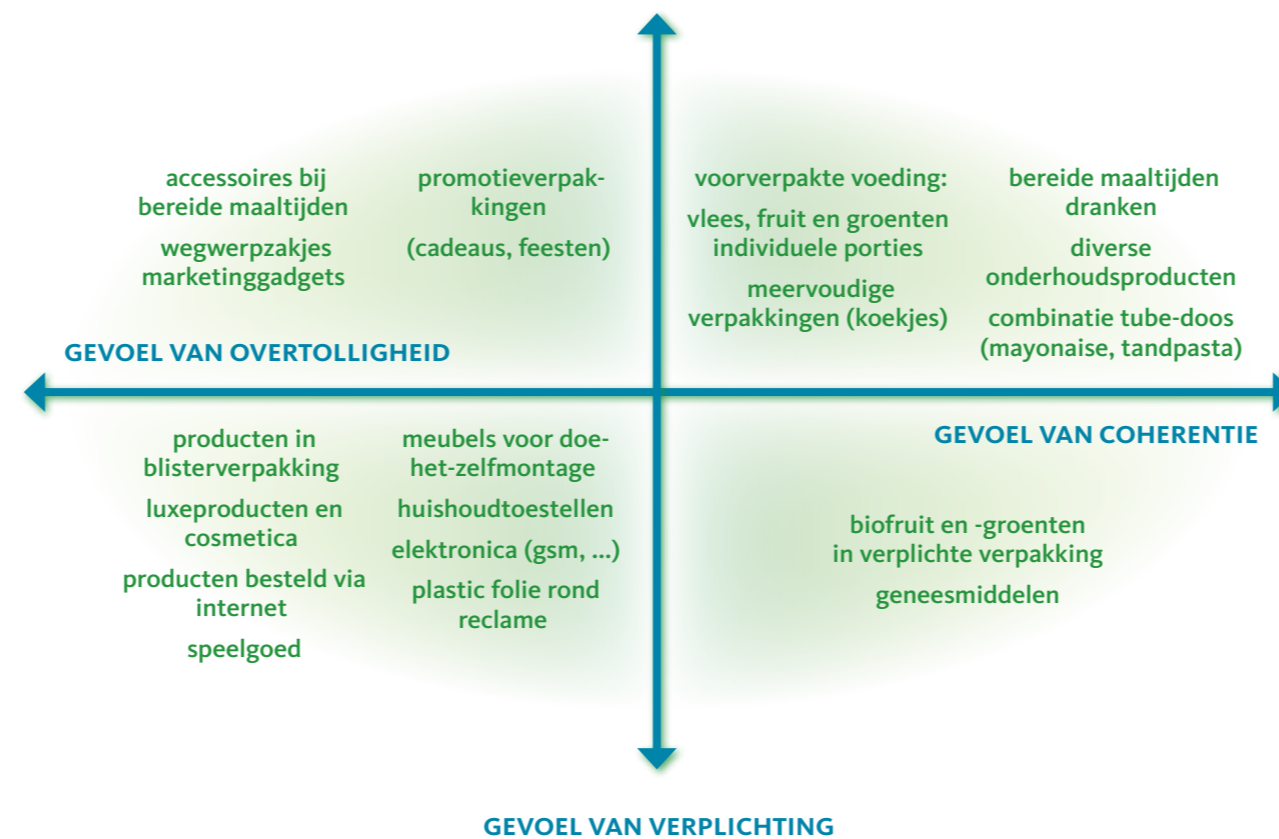 accessoires bij
bereide maaltijden
wegwerpzakjes
marketinggadgets
promotieverpak-
kingen
(cadeaus, feesten)
voorverpakte voeding:
vlees, fruit en groenten
individuele porties
meervoudige
verpakkingen (koekjes)
bereide maaltijden
dranken
diverse
onderhoudsproducten
combinatie tube-doos
(mayonaise, tandpasta)
GEVOEL VAN OVERTOLLIGHEID
GEVOEL VAN COHERENTIE
producten in
blisterverpakking
luxeproducten en
cosmetica
producten besteld via
internet
speelgoed
meubels voor doe-
het-zelfmontage
huishoudtoestellen
elektronica (gsm, ...)
plastic folie rond
reclame
biofruit en -groenten
in verplichte verpakking
geneesmiddelen
GEVOEL VAN VERPLICHTING